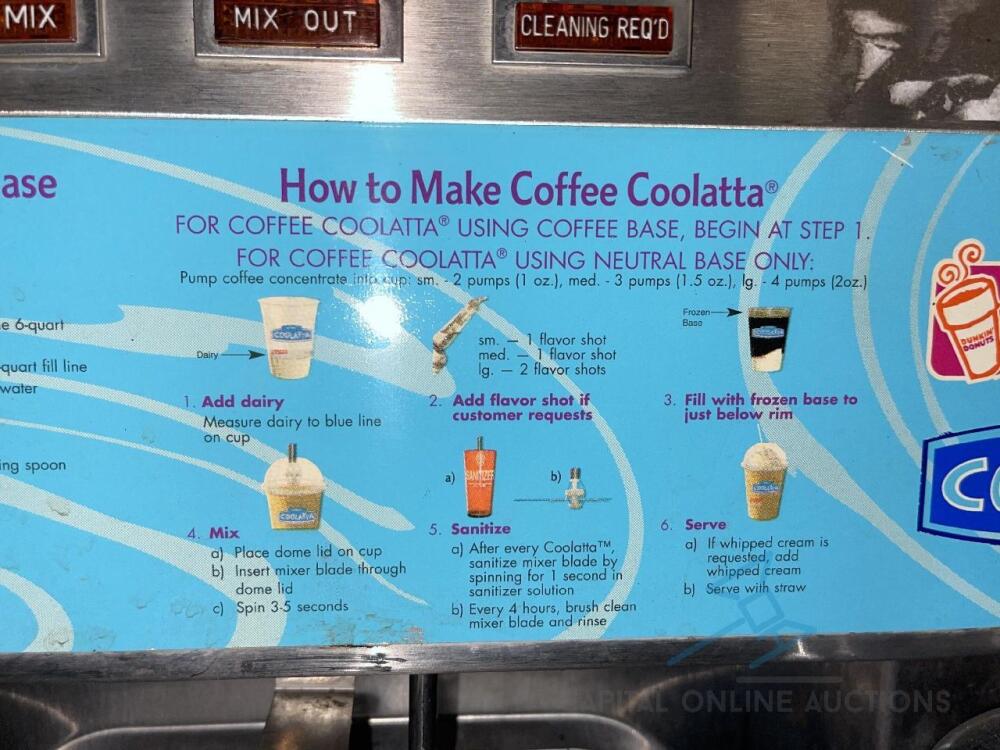 MIX
MIX OUT
CLEANING REQ'D
ase
How to Make Coffee Coolatta®
FOR COFFEE COOLATTA® USING COFFEE BASE, BEGIN AT STEP 1.
FOR COFFEE COOLATTA® USING NEUTRAL BASE ONLY:
Pump coffee concentrate into cup: sm. - 2 pumps (1 oz.), med. - 3 pumps (1.5 oz.), lg. - 4 pumps (2oz.)
e 6-quart
-quart fill line
water
ing spoon
Dairy
COOLATTA
1. Add dairy
Measure dairy to blue line
on cup
sm. — 1 flavor shot
med. — 1 flavor shot
lg. — 2 flavor shots
2. Add flavor shot if
customer requests
Frozen
Base
COOLATTA
3. Fill with frozen base to
just below rim
COOLATTA
4. Mix
a) Place dome lid on cup
b) Insert mixer blade through
dome lid
c) Spin 3-5 seconds
a)
SANITIZER
b)
5. Sanitize
a) After every Coolatta™,
sanitize mixer blade by
spinning for 1 second in
sanitizer solution
b) Every 4 hours, brush clean
mixer blade and rinse
COOLATTA
6. Serve
a) If whipped cream is
requested, add
whipped cream
b) Serve with straw
DUNKIN'
DONUTS
CO
CAPITAL ONLINE AUCTIONS